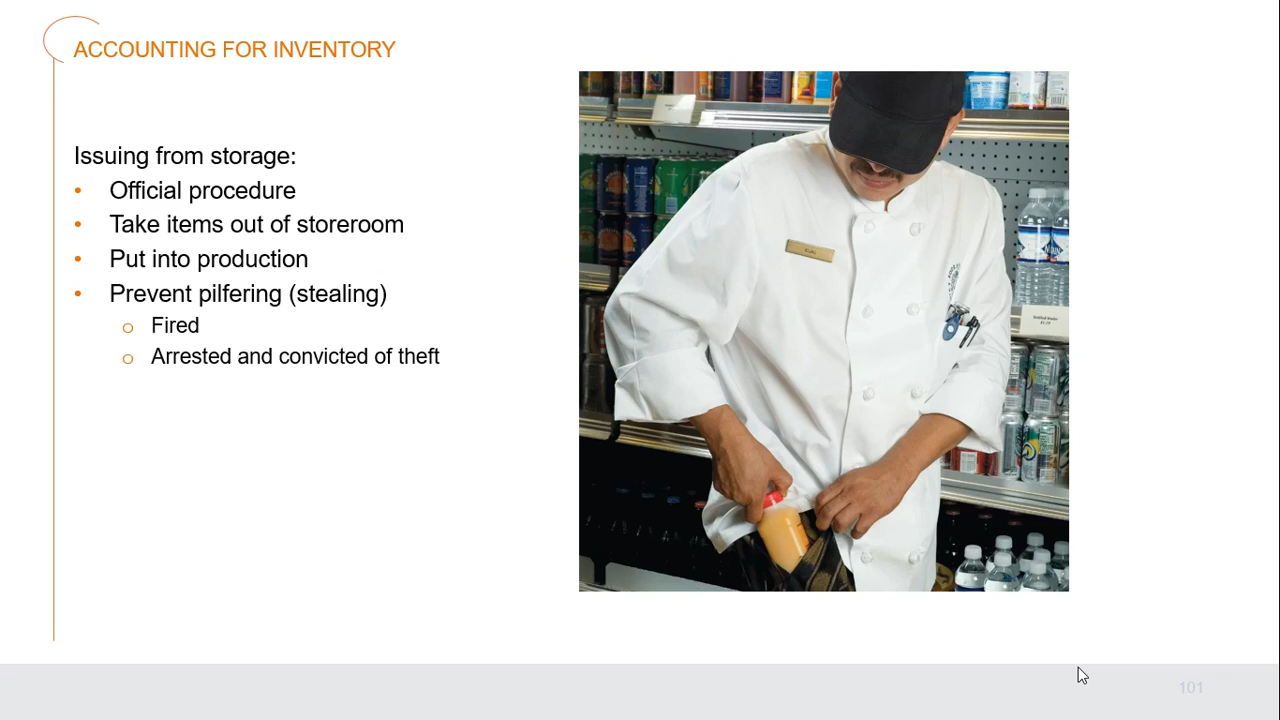 ACCOUNTING FOR INVENTORY
Issuing from storage:
• Official procedure
• Take items out of storeroom
• Put into production
• Prevent pilfering (stealing)
o Fired
o Arrested and convicted of theft
101